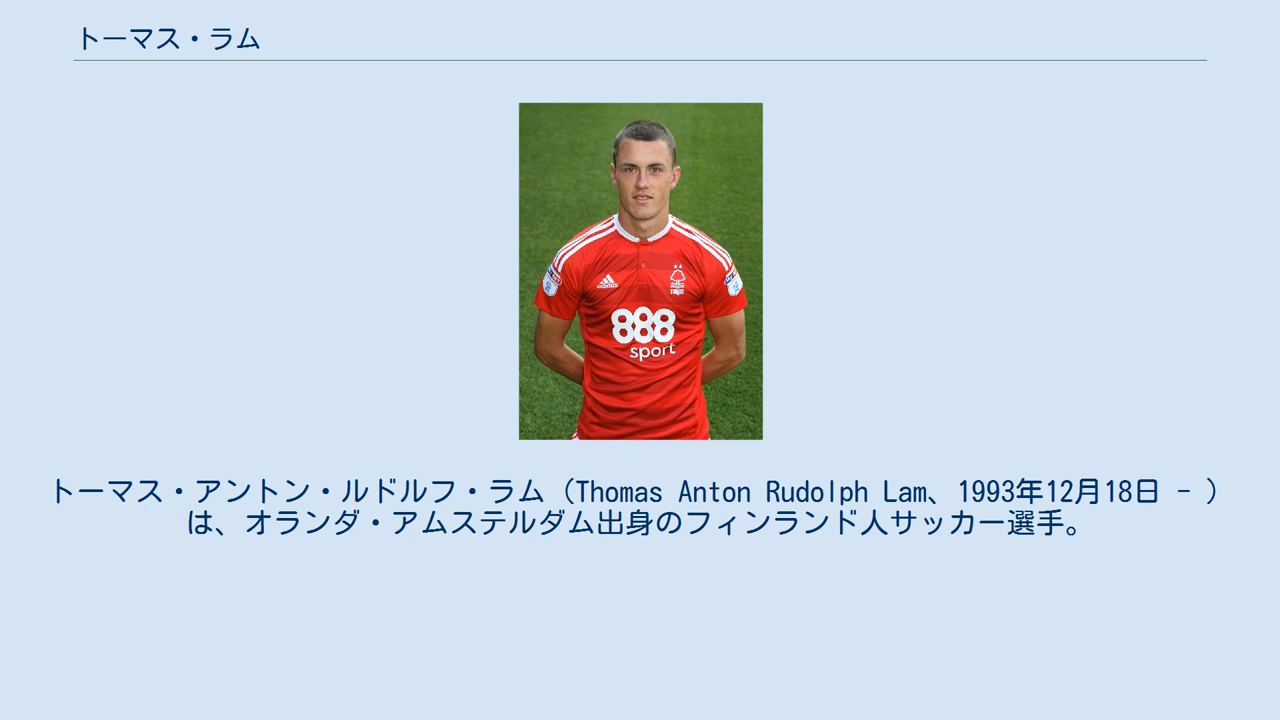 トーマス・ラム
adidas
888
sport
トーマス・アントン・ルドルフ・ラム（Thomas Anton Rudolph Lam、1993年12月18日 - ）
は、オランダ・アムステルダム出身のフィンランド人サッカー選手。